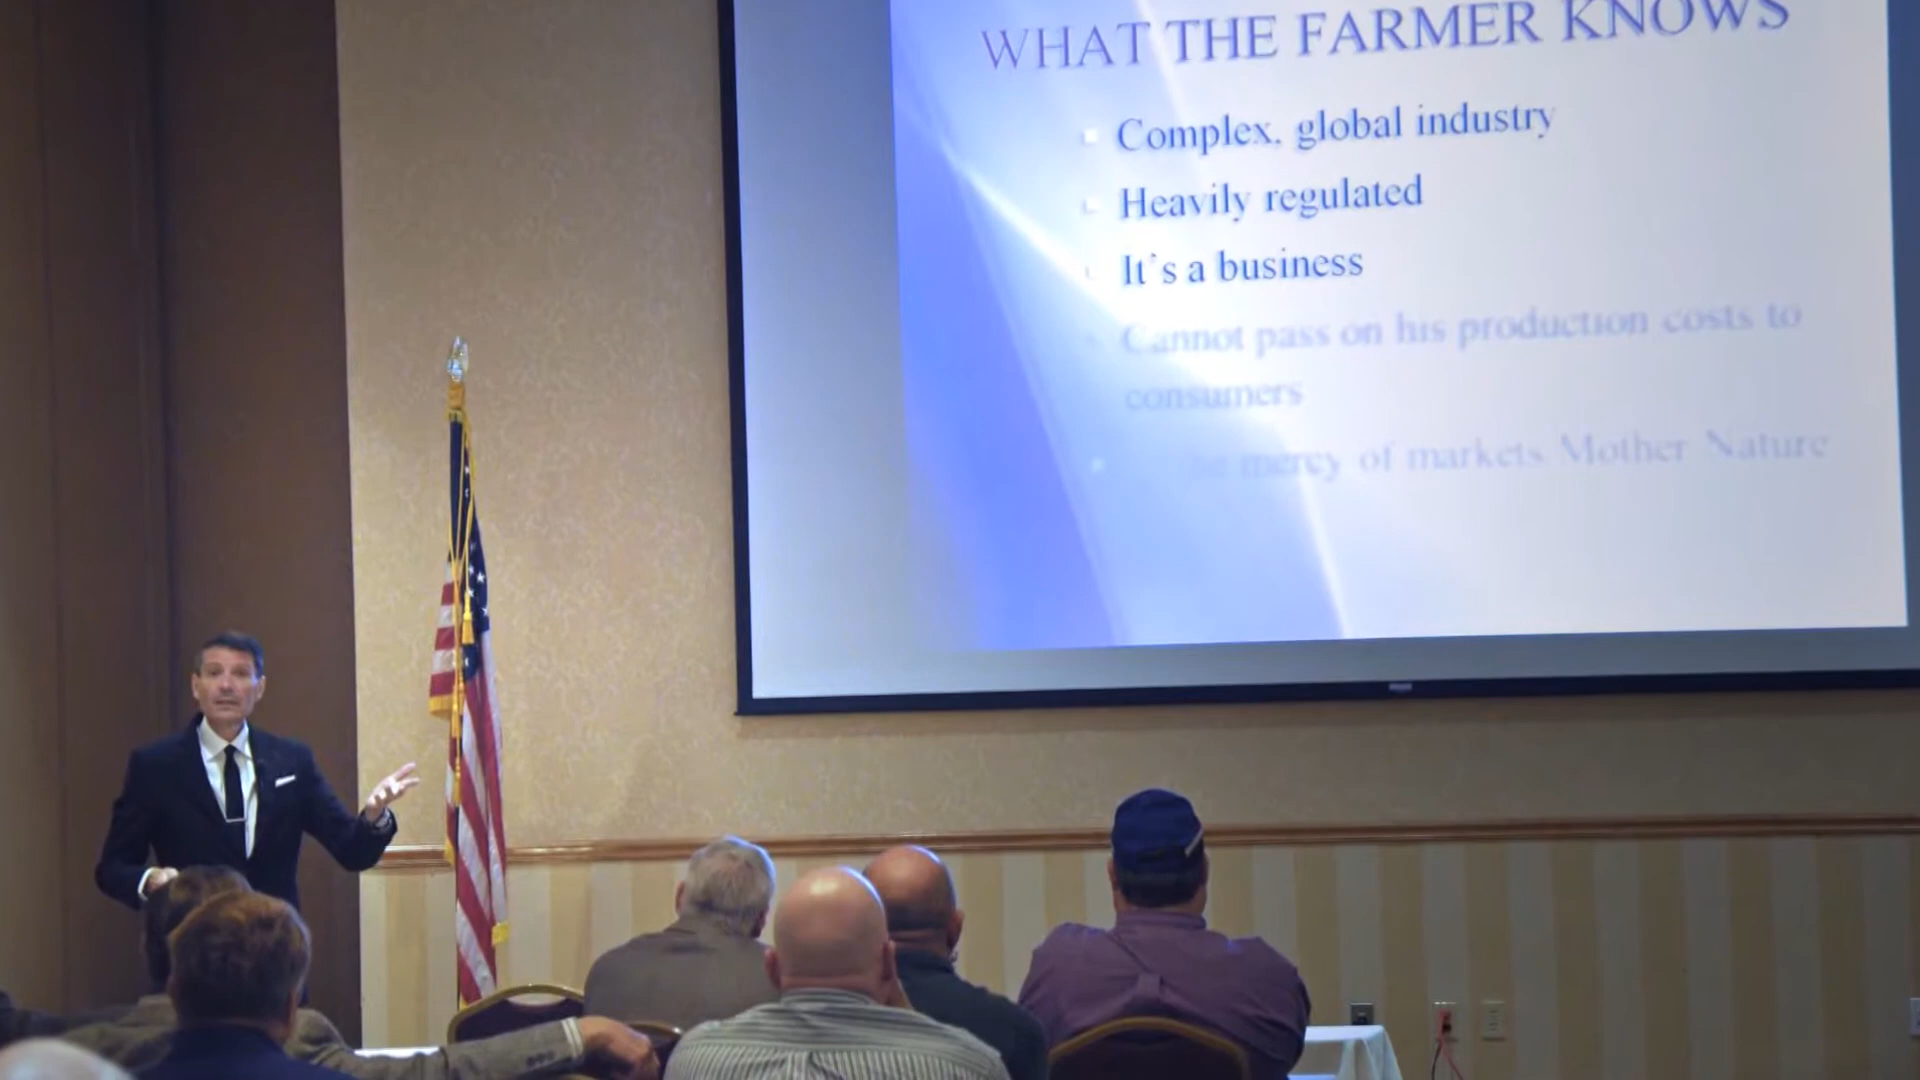 WHAT THE FARMER KNOWS
Complex, global industry
Heavily regulated
It's a business
Cannot pass on his production costs to
consumers
mercy of markets Mother Nature